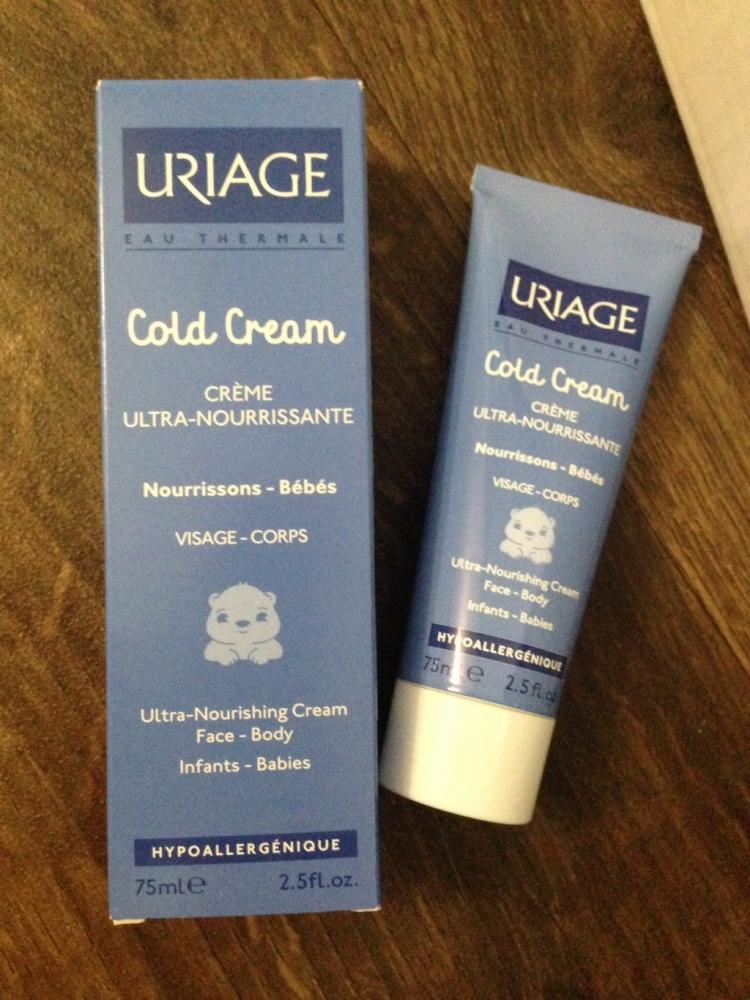 URIAGE
EAU THERMALE
Cold Cream
CRÈME
ULTRA-NOURRISSANTE
Nourrissons - Bébés
VISAGE - CORPS
Ultra-Nourishing Cream
Face - Body
Infants - Babies
HYPOALLERGÉNIQUE
75ml e 2.5fl.oz.
URIAGE
EAU THERMALE
Cold Cream
CRÈME
ULTRA-NOURRISSANTE
Nourrissons - Bébés
VISAGE - CORPS
Ultra-Nourishing Cream
Face - Body
Infants - Babies
HYPOALLERGÉNIQUE
75ml e 2.5 fl.oz